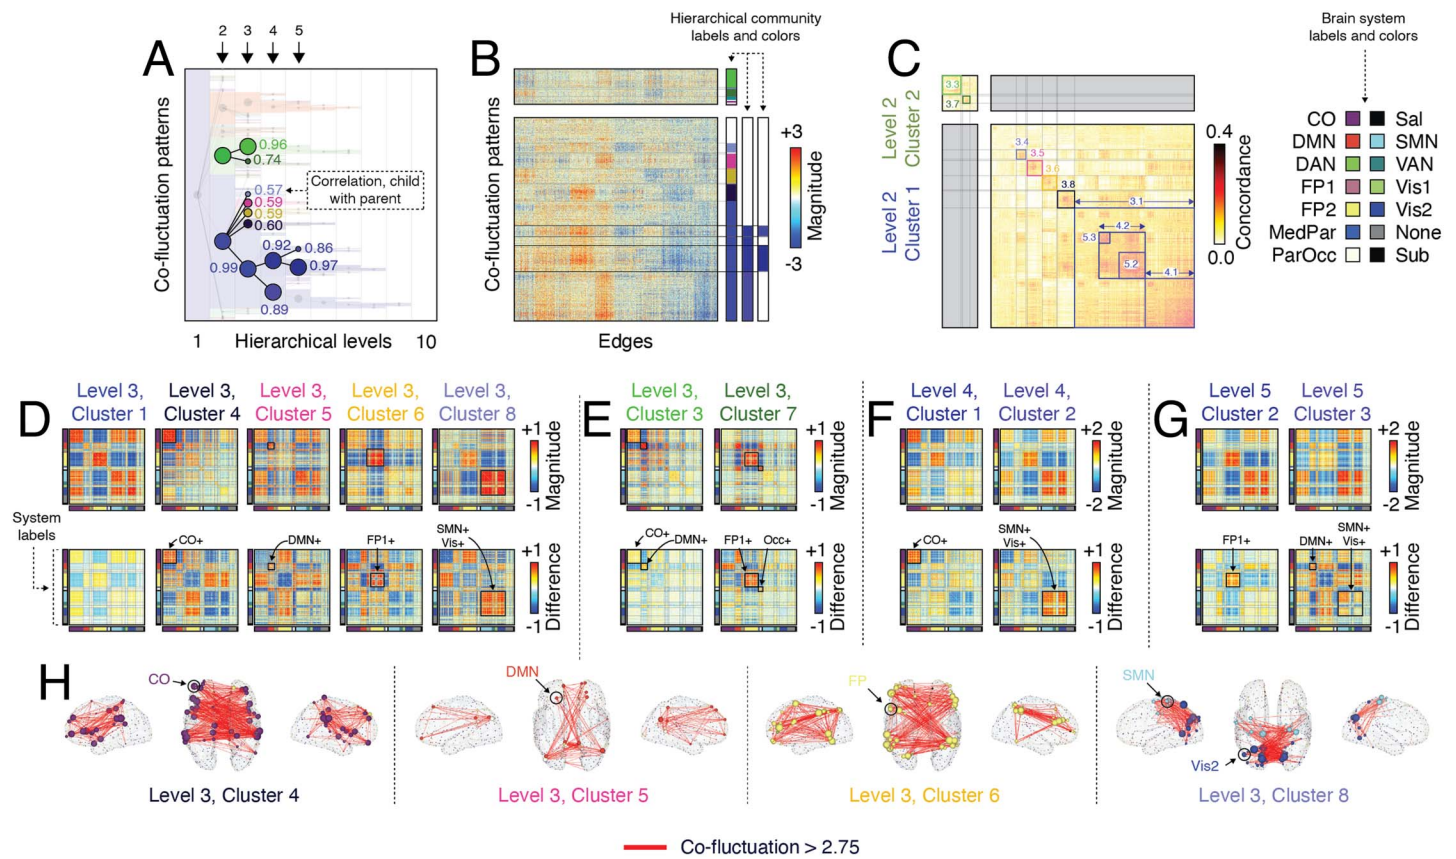 2 3 4 5
A
Co-fluctuation patterns
0.96
0.74
0.57
0.59
0.59
0.60
0.92
0.86
0.99
0.97
0.89
Correlation, child
with parent
1 Hierarchical levels 10
B
Hierarchical community
labels and colors
Co-fluctuation patterns
Edges
+3
Magnitude
-3
C
Level 2
Cluster 2
Level 2
Cluster 1
3.3
3.7
3.4
3.5
3.6
3.8
3.1
4.2
5.3
5.2
4.1
0.4
Concordance
0.0
Brain system
labels and colors
CO Sal
DMN SMN
DAN VAN
FP1 Vis1
FP2 Vis2
MedPar None
ParOcc Sub
D
Level 3,
Cluster 1
Level 3,
Cluster 4
Level 3,
Cluster 5
Level 3,
Cluster 6
Level 3,
Cluster 8
+1
Magnitude
-1
System
labels
CO+
DMN+
FP1+
SMN+
Vis+
+1
Difference
-1
E
Level 3,
Cluster 3
Level 3,
Cluster 7
+1
Magnitude
-1
CO+
DMN+
FP1+
Occ+
+1
Difference
-1
F
Level 4,
Cluster 1
Level 4,
Cluster 2
+2
Magnitude
-2
CO+
SMN+
Vis+
+1
Difference
-1
G
Level 5
Cluster 2
Level 5
Cluster 3
+2
Magnitude
-2
FP1+
DMN+
SMN+
Vis+
+1
Difference
-1
H
CO
Level 3, Cluster 4
DMN
Level 3, Cluster 5
FP
Level 3, Cluster 6
SMN
Vis2
Level 3, Cluster 8
Co-fluctuation > 2.75